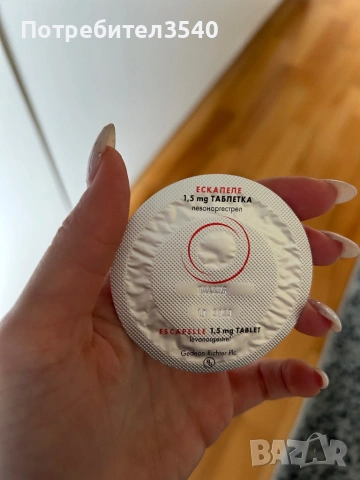 Потребител3540
ЕСКАПЕЛЕ
1,5 mg ТАБЛЕТКА
левоноргестрел
ESCAPELLE 1,5 mg TABLET
levonorgestrel
Gedeon Richter Plc.
BAZAR